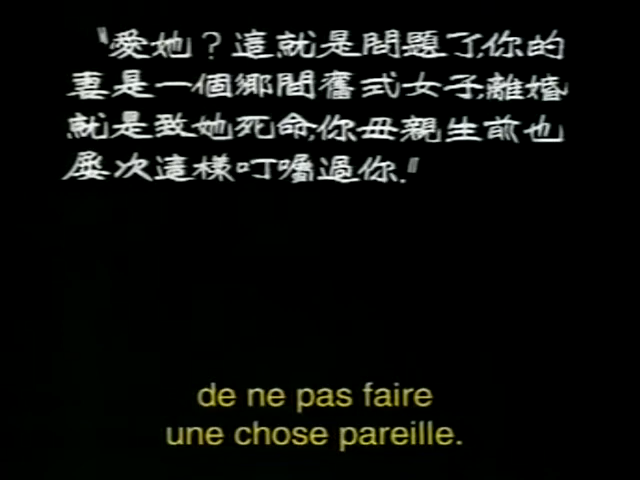 〝愛她？這就是問題了，你的
妻是一個鄉間舊式女子，離婚
就是致她死命，你母親生前也
屢次這樣叮囑過你．〞
de ne pas faire
une chose pareille.